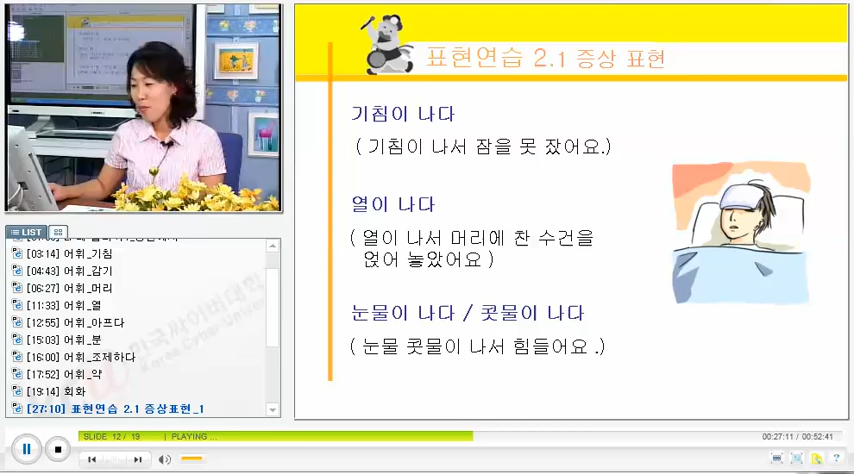 표현연습 2.1 증상 표현
기침이 나다
( 기침이 나서 잠을 못 잤어요.)
열이 나다
( 열이 나서 머리에 찬 수건을
얹어 놓았어요 )
눈물이 나다 / 콧물이 나다
( 눈물 콧물이 나서 힘들어요 .)
LIST
[03:14] 어휘_기침
[04:43] 어휘_감기
[06:27] 어휘_머리
[11:33] 어휘_열
[12:55] 어휘_아프다
[15:03] 어휘_분
[16:00] 어휘_조제하다
[17:52] 어휘_약
[19:14] 회화
[27:10] 표현연습 2.1 증상표현_1
SLIDE 12 / 19 | PLAYING ...
00:27:11 / 00:52:41